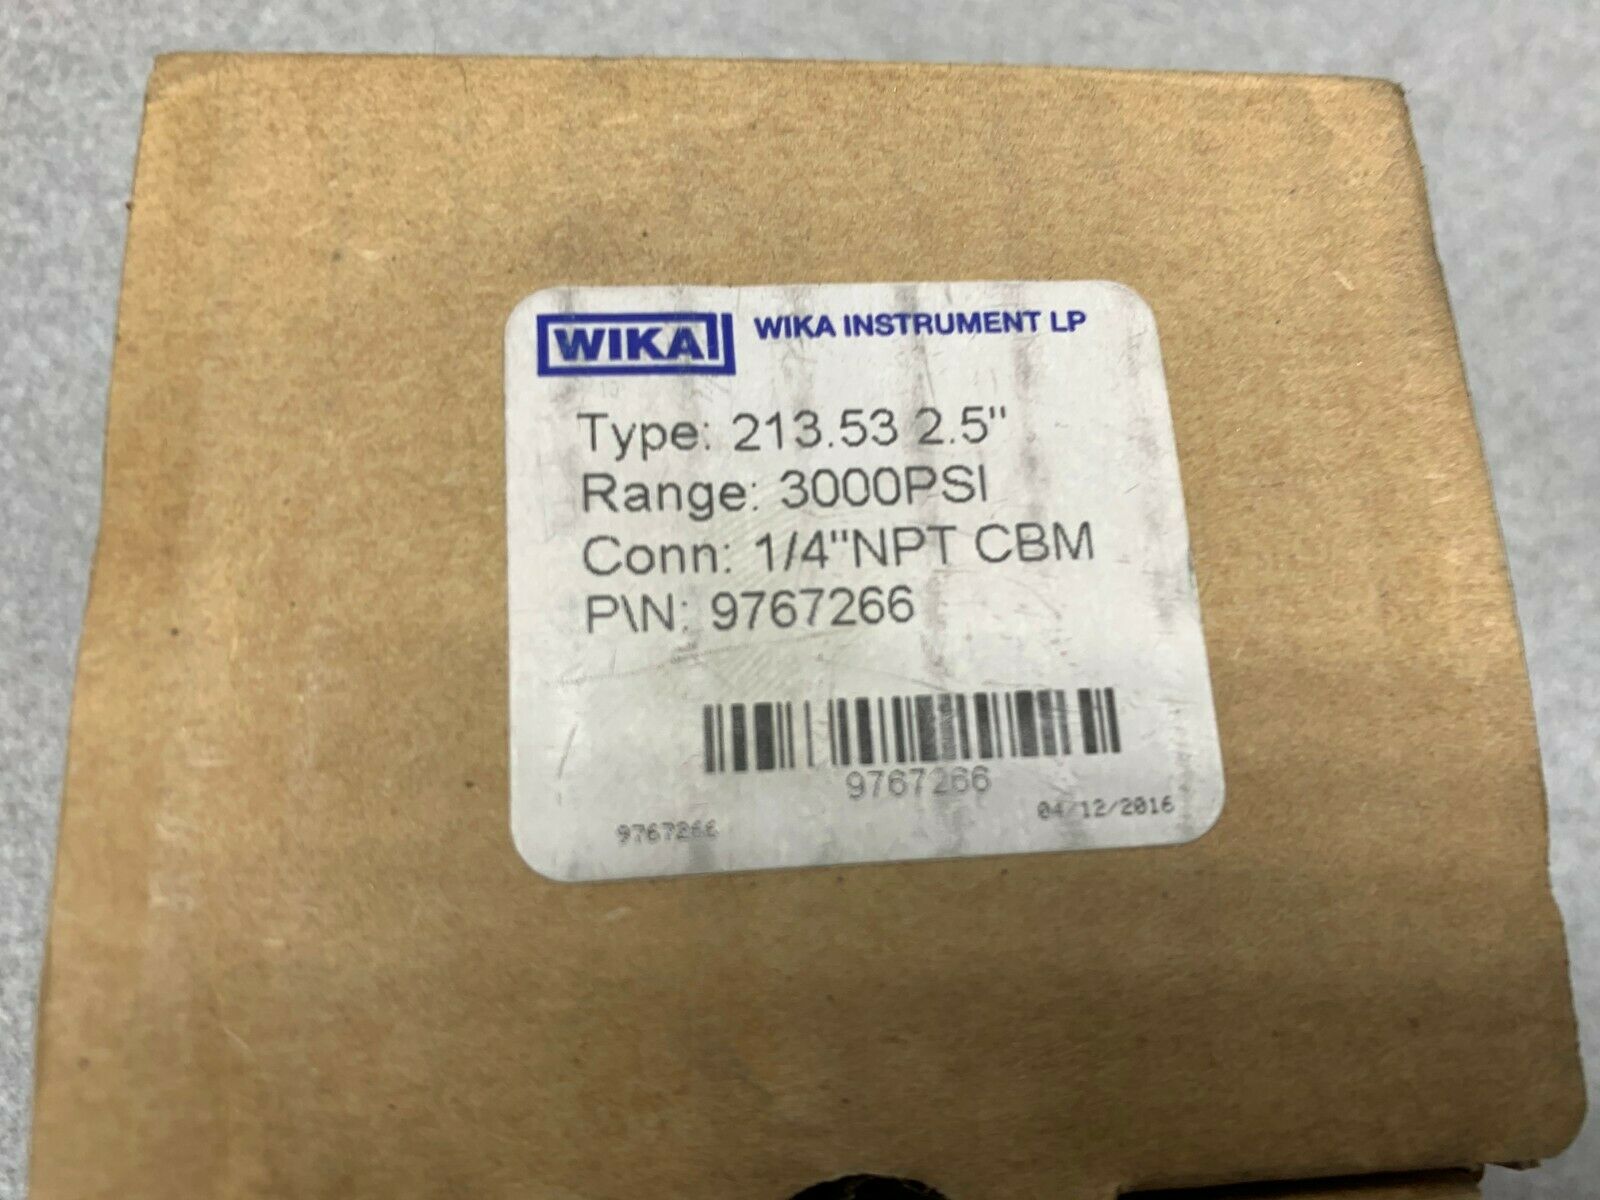 WIKA WIKA INSTRUMENT LP
Type: 213.53 2.5"
Range: 3000PSI
Conn: 1/4"NPT CBM
P\N: 9767266
9767266
9767266 04/12/2016